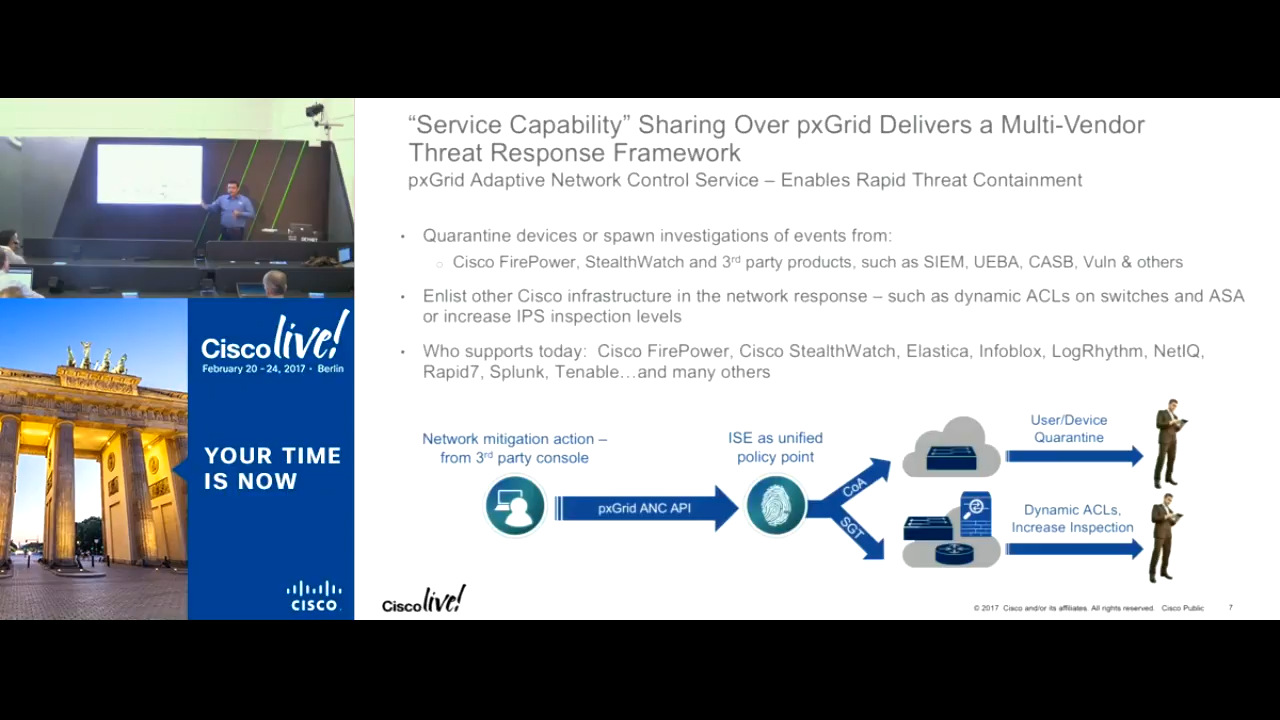 “Service Capability” Sharing Over pxGrid Delivers a Multi-Vendor
Threat Response Framework
pxGrid Adaptive Network Control Service – Enables Rapid Threat Containment
• Quarantine devices or spawn investigations of events from:
○ Cisco FirePower, StealthWatch and 3rd party products, such as SIEM, UEBA, CASB, Vuln & others
• Enlist other Cisco infrastructure in the network response – such as dynamic ACLs on switches and ASA
or increase IPS inspection levels
• Who supports today: Cisco FirePower, Cisco StealthWatch, Elastica, Infoblox, LogRhythm, NetIQ,
Rapid7, Splunk, Tenable…and many others
Network mitigation action –
from 3rd party console
pxGrid ANC API
ISE as unified
policy point
CoA
SGT
User/Device
Quarantine
Dynamic ACLs,
Increase Inspection
Cisco live!
© 2017 Cisco and/or its affiliates. All rights reserved. Cisco Public 7
Cisco live!
February 20 - 24, 2017 · Berlin
YOUR TIME
IS NOW
CISCO